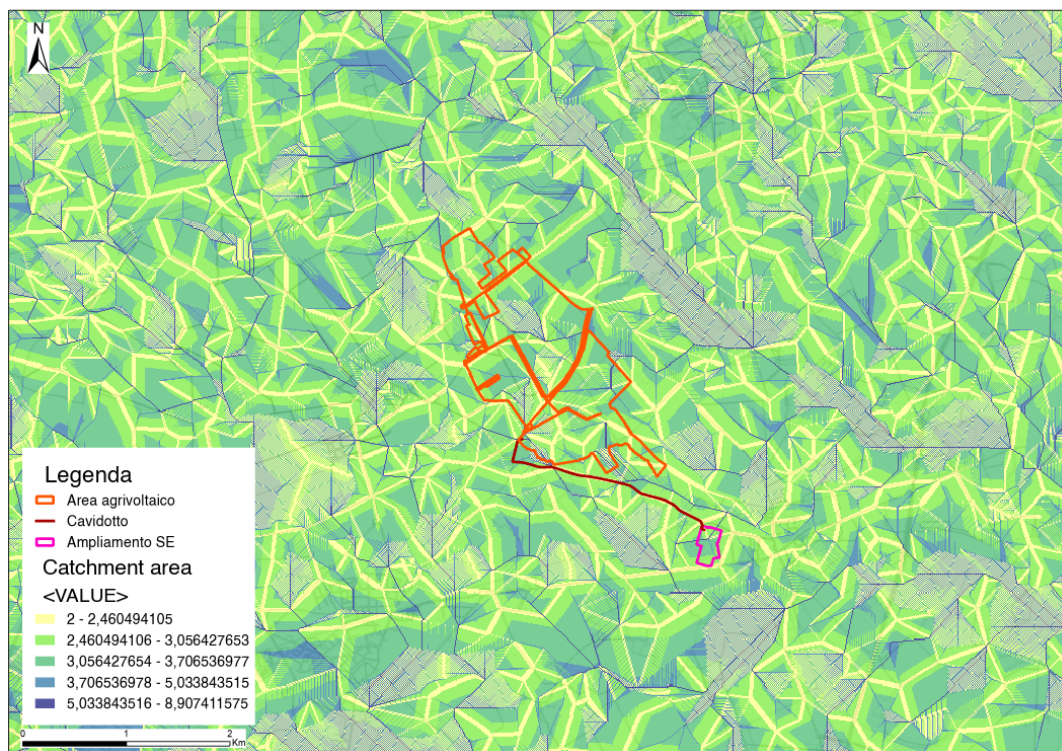 N
Legenda
Area agrivoltaico
Cavidotto
Ampliamento SE
Catchment area
<VALUE>
2 - 2,460494105
2,460494106 - 3,056427653
3,056427654 - 3,706536977
3,706536978 - 5,033843515
5,033843516 - 8,907411575
0 1 2
Km